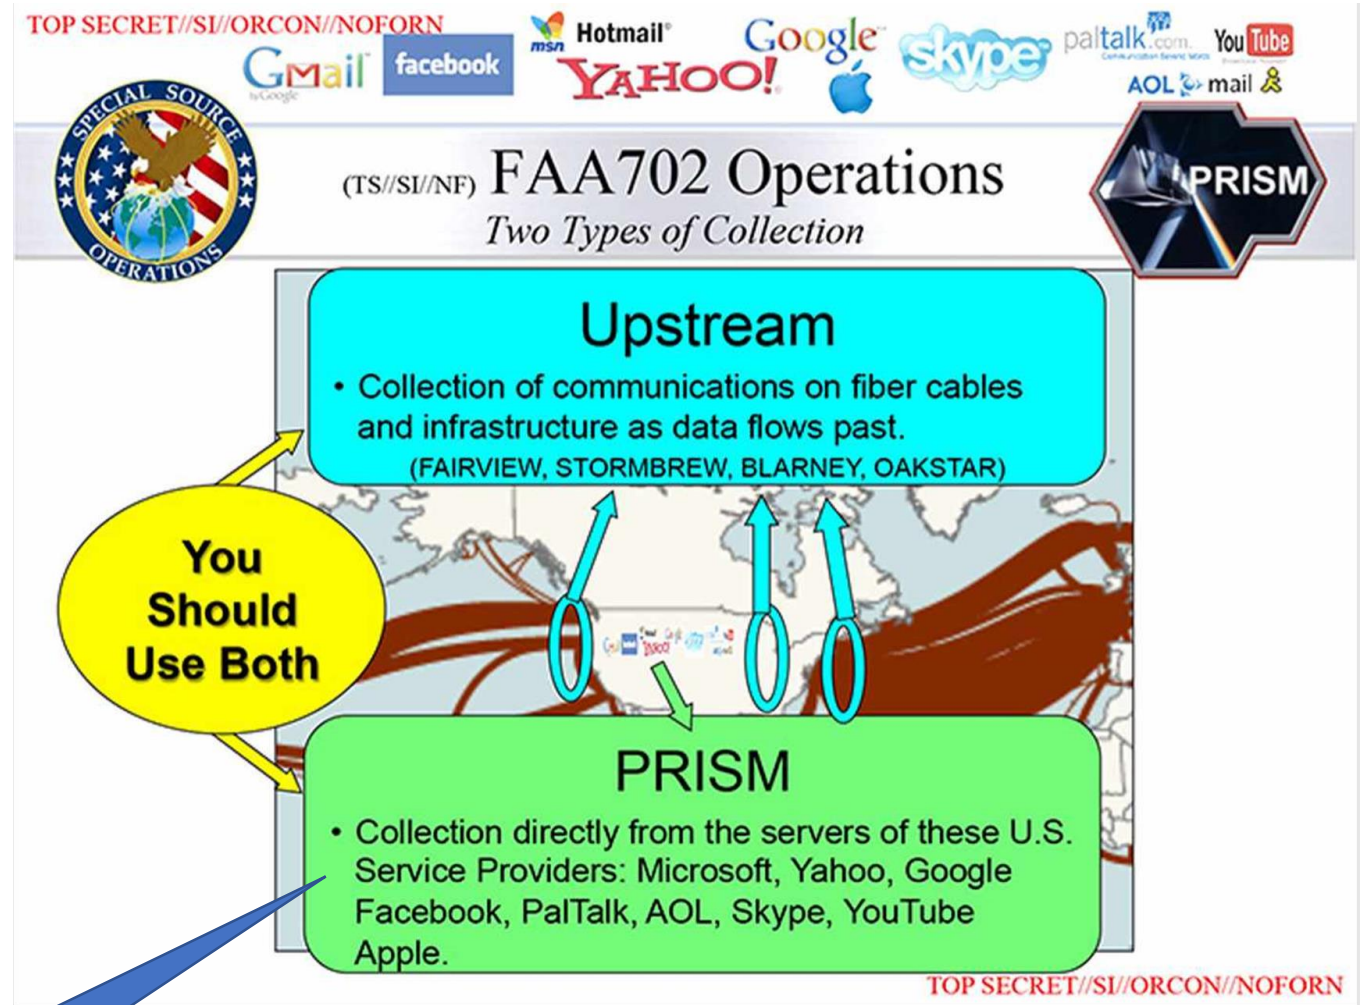 TOP SECRET//SI//ORCON//NOFORN
Gmail
by Google
facebook
msn
Hotmail
YAHOO!
Google
skype
paltalk.com
YouTube
AOL mail
SPECIAL SOURCE
OPERATIONS
(TS//SI//NF) FAA702 Operations
Two Types of Collection
PRISM
Upstream
• Collection of communications on fiber cables
and infrastructure as data flows past.
(FAIRVIEW, STORMBREW, BLARNEY, OAKSTAR)
You
Should
Use Both
PRISM
• Collection directly from the servers of these U.S.
Service Providers: Microsoft, Yahoo, Google
Facebook, PalTalk, AOL, Skype, YouTube
Apple.
TOP SECRET//SI//ORCON//NOFORN